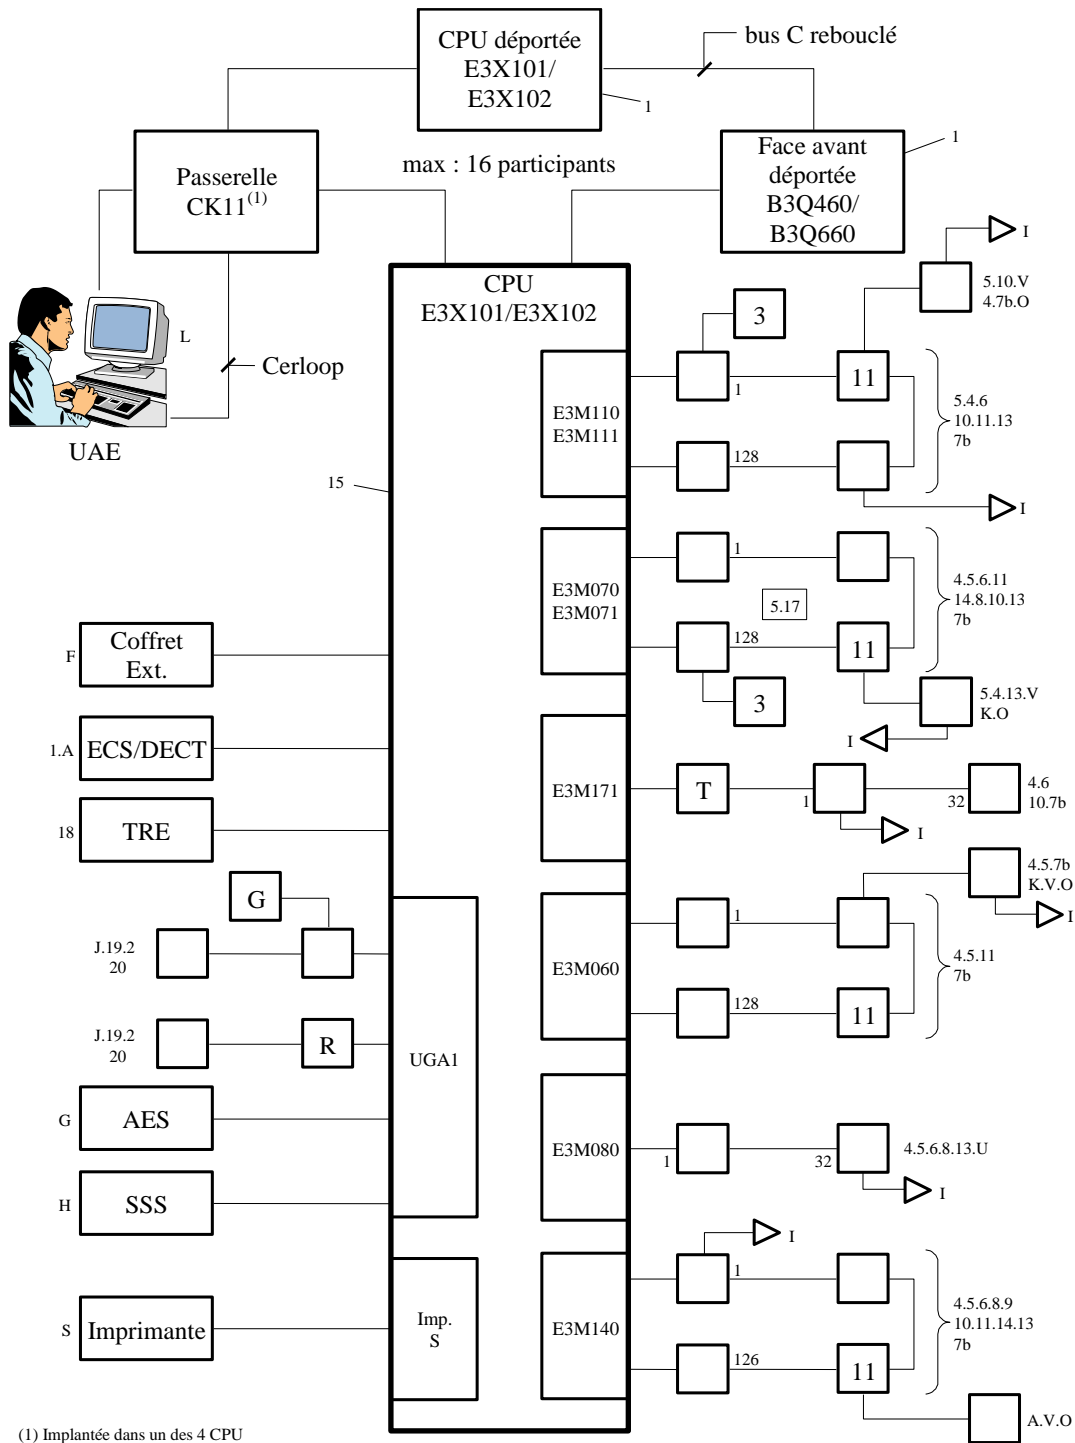 CPU déportée
E3X101/
E3X102
bus C rebouclé
1
Passerelle
CK11(1)
max : 16 participants
Face avant
déportée
B3Q460/
B3Q660
1
L
Cerloop
UAE
CPU
E3X101/E3X102
15
E3M110
E3M111
3
1
11
I
5.10.V
4.7b.O
5.4.6
10.11.13
7b
128
I
E3M070
E3M071
1
5.17
128
11
3
4.5.6.11
14.8.10.13
7b
5.4.13.V
K.O
I
F
Coffret
Ext.
1.A
ECS/DECT
18
TRE
E3M171
T
1
32
4.6
10.7b
I
G
J.19.2
20
J.19.2
20
R
UGA1
G
AES
H
SSS
E3M060
1
128
11
4.5.7b
K.V.O
I
4.5.11
7b
E3M080
1
32
4.5.6.8.13.U
I
S
Imprimante
Imp.
S
E3M140
I
1
126
11
4.5.6.8.9
10.11.14.13
7b
A.V.O
(1) Implantée dans un des 4 CPU